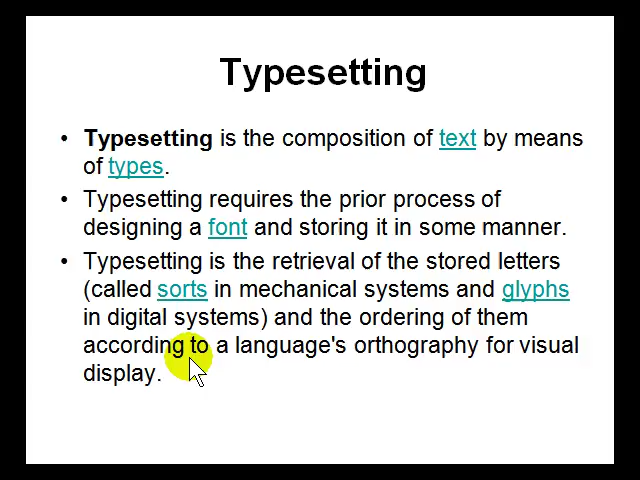 Typesetting
• Typesetting is the composition of text by means
of types.
• Typesetting requires the prior process of
designing a font and storing it in some manner.
• Typesetting is the retrieval of the stored letters
(called sorts in mechanical systems and glyphs
in digital systems) and the ordering of them
according to a language's orthography for visual
display.